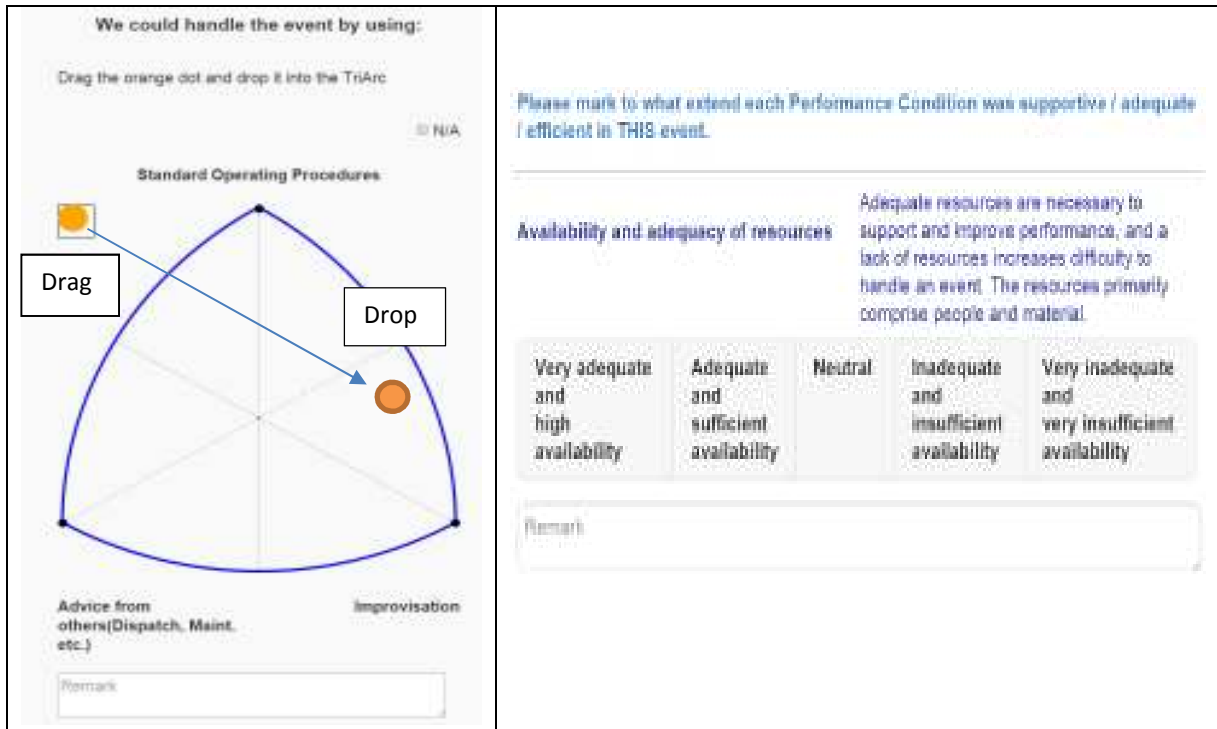 We could handle the event by using:
Drag the orange dot and drop it into the TriArc
N/A
Standard Operating Procedures
Drag
Drop
Advice from
others(Dispatch, Maint.
etc.)
Improvisation
Remark
Please mark to what extend each Performance Condition was supportive / adequate
/ efficient in THIS event.
Availability and adequacy of resources
Adequate resources are necessary to
support and improve performance, and a
lack of resources increases difficulty to
handle an event. The resources primarily
comprise people and material.
Very adequate
and
high
availability
Adequate
and
sufficient
availability
Neutral
Inadequate
and
insufficient
availability
Very inadequate
and
very insufficient
availability
Remark